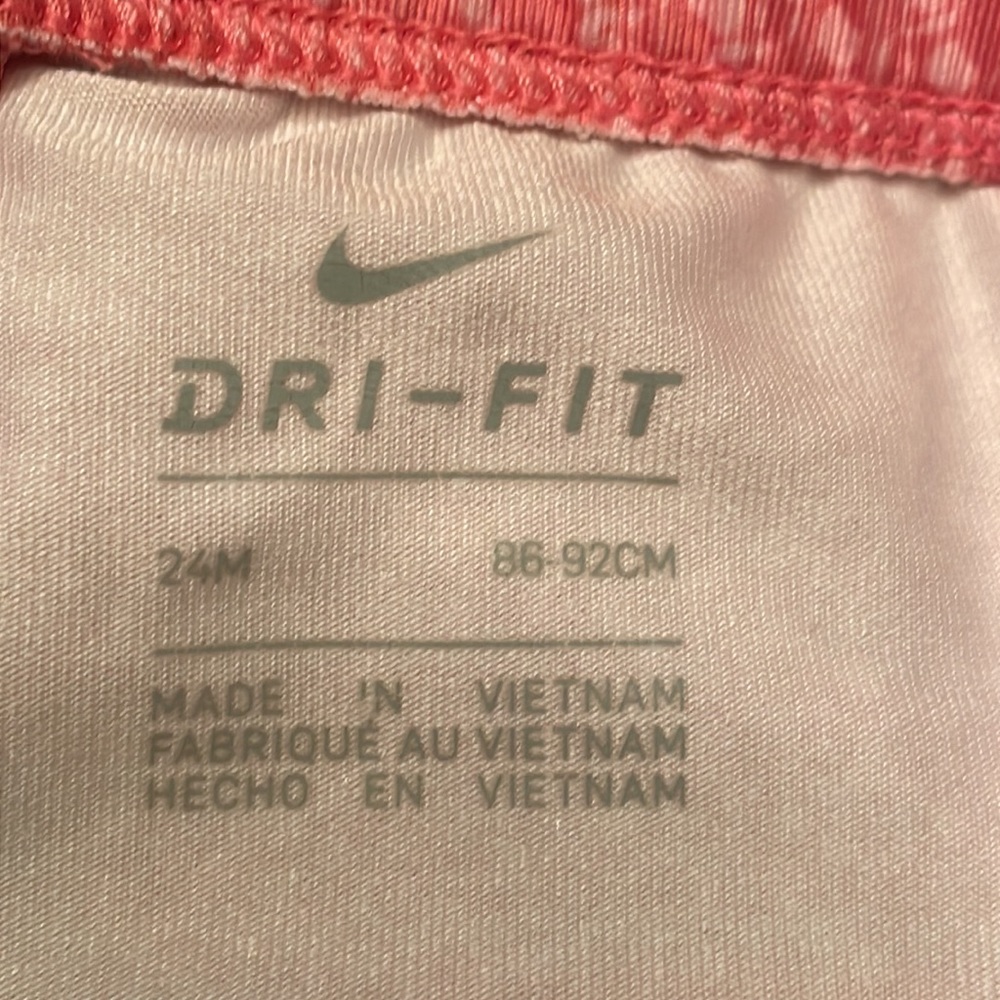 DRI-FIT
24M 86-92CM
MADE IN VIETNAM
FABRIQUÉ AU VIETNAM
HECHO EN VIETNAM